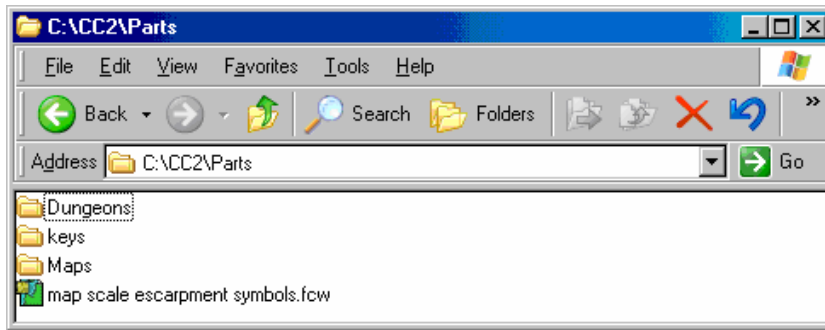 C:\CC2\Parts
File Edit View Favorites Tools Help
Back Search Folders »
Address C:\CC2\Parts Go
Dungeons
keys
Maps
map scale escarpment symbols.fcw